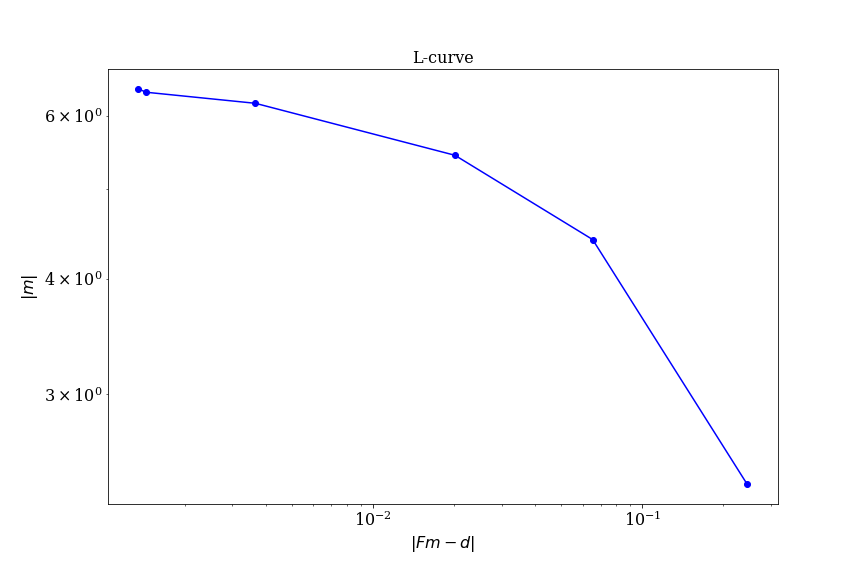 L-curve
6 × 10⁰
4 × 10⁰
3 × 10⁰
|m|
10⁻²
10⁻¹
|Fm − d|